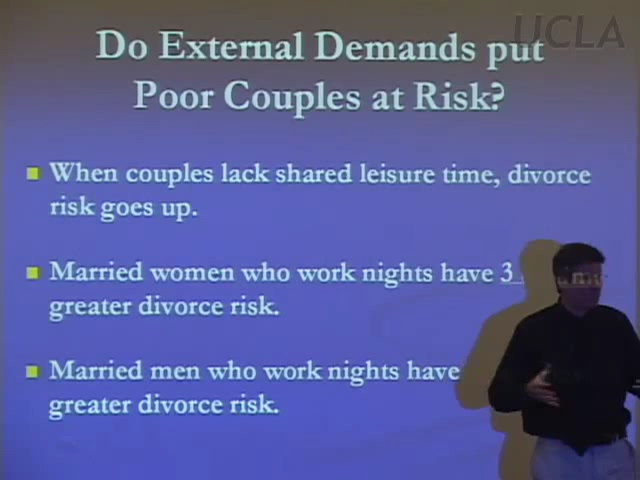 UCLA
Do External Demands put
Poor Couples at Risk?
When couples lack shared leisure time, divorce
risk goes up.
Married women who work nights have 3
greater divorce risk.
Married men who work nights have
greater divorce risk.